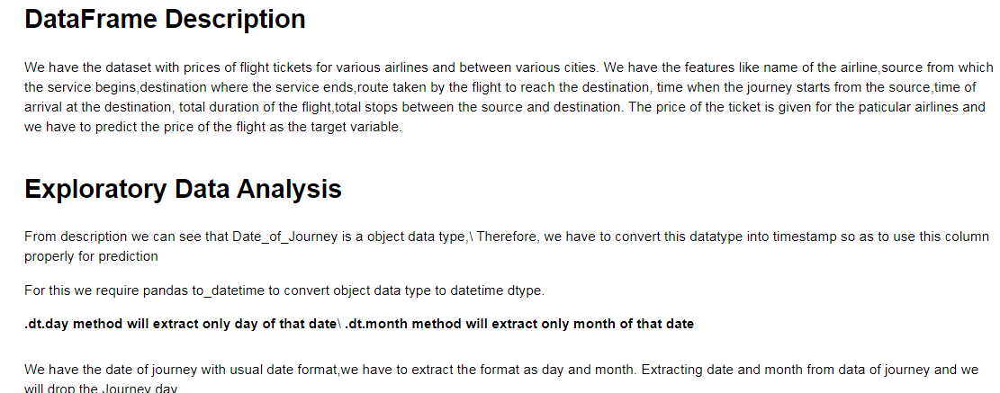 DataFrame Description
We have the dataset with prices of flight tickets for various airlines and between various cities. We have the features like name of the airline,source from which
the service begins,destination where the service ends,route taken by the flight to reach the destination, time when the journey starts from the source,time of
arrival at the destination, total duration of the flight,total stops between the source and destination. The price of the ticket is given for the paticular airlines and
we have to predict the price of the flight as the target variable.
Exploratory Data Analysis
From description we can see that Date_of_Journey is a object data type,\ Therefore, we have to convert this datatype into timestamp so as to use this column
properly for prediction
For this we require pandas to_datetime to convert object data type to datetime dtype.
.dt.day method will extract only day of that date\ .dt.month method will extract only month of that date
We have the date of journey with usual date format,we have to extract the format as day and month. Extracting date and month from data of journey and we
will drop the Journey day